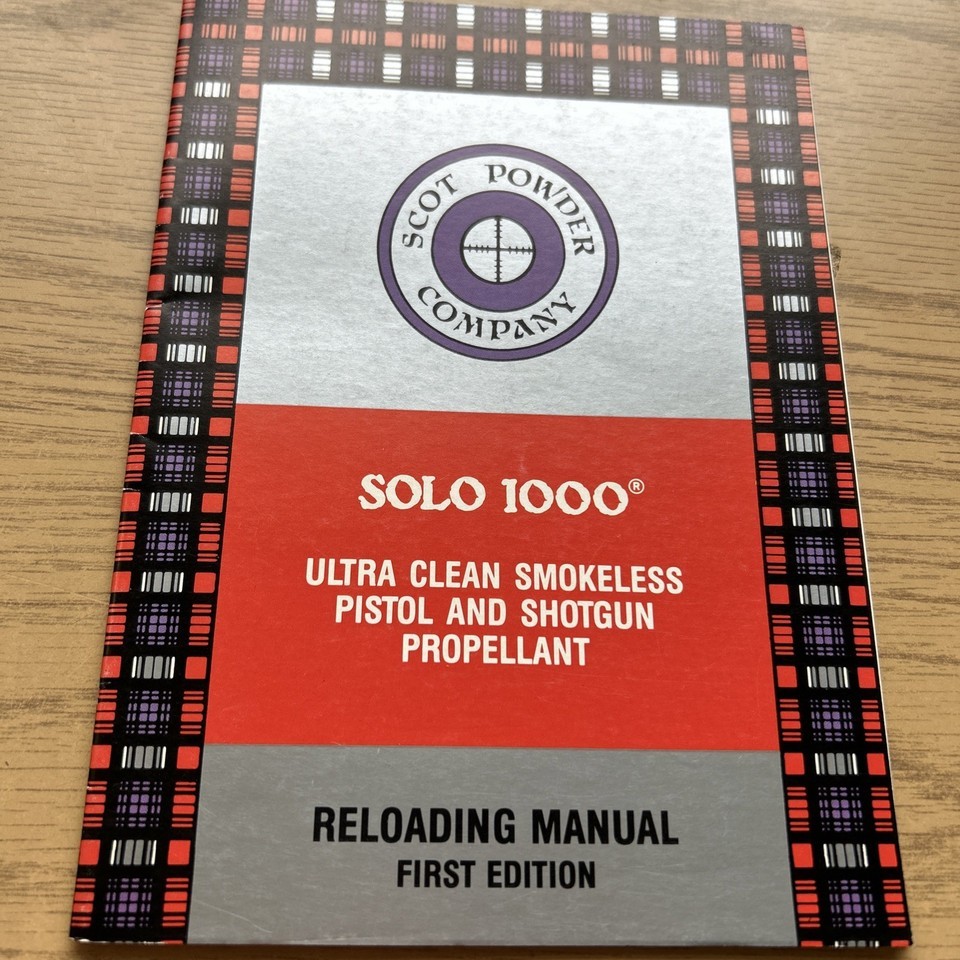 SCOT POWDER
COMPANY
SOLO 1000®
ULTRA CLEAN SMOKELESS
PISTOL AND SHOTGUN
PROPELLANT
RELOADING MANUAL
FIRST EDITION